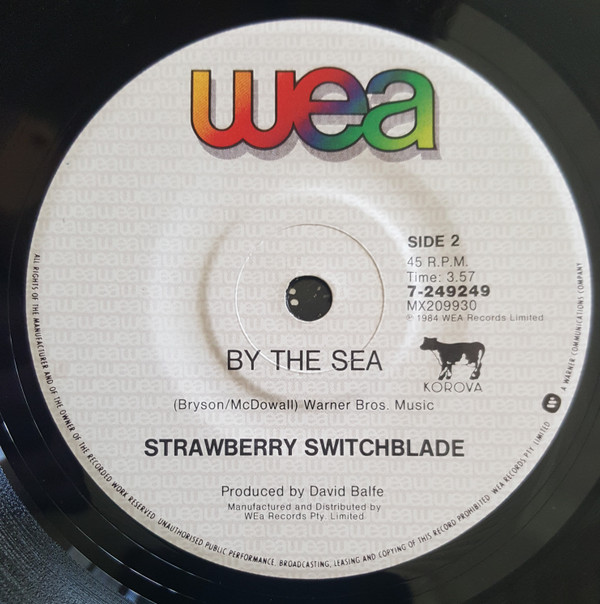 wea
SIDE 2
45 R.P.M.
Time: 3.57
7-249249
MX209930
℗ 1984 WEA Records Limited
KOROVA
BY THE SEA
(Bryson/McDowall) Warner Bros. Music
STRAWBERRY SWITCHBLADE
Produced by David Balfe
Manufactured and Distributed by
WEa Records Pty. Limited
ALL RIGHTS OF THE MANUFACTURER AND OF THE OWNER OF THE RECORDED WORK RESERVED. UNAUTHORISED PUBLIC PERFORMANCE, BROADCASTING, LEASING AND COPYING OF THIS RECORD PROHIBITED. WEA RECORDS PTY LIMITED. A WARNER COMMUNICATIONS COMPANY